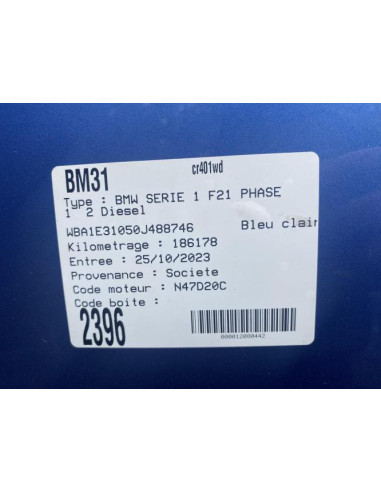 cr401wd
BM31
Type : BMW SERIE 1 F21 PHASE
1 2 Diesel
WBA1E31050J488746 Bleu clair
Kilometrage : 186178
Entree : 25/10/2023
Provenance : Societe
Code moteur : N47D20C
Code boite :
2396
000012080442